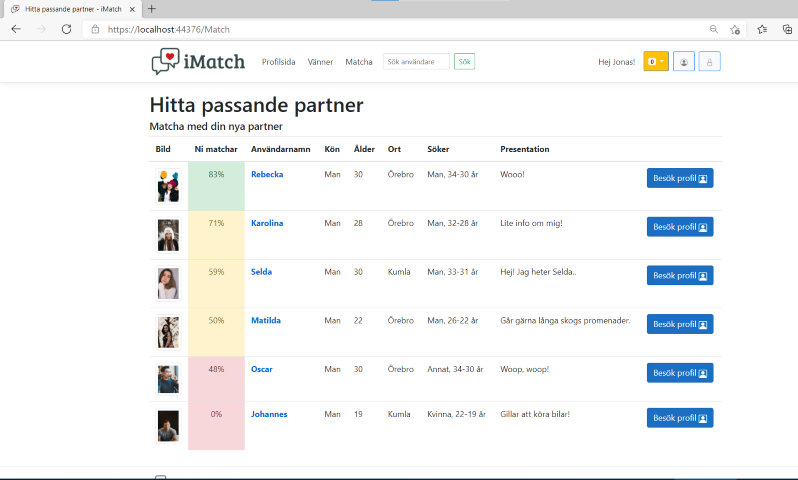 Hitta passande partner - iMatch
https://localhost:44376/Match
iMatch Profilsida Vänner Matcha Sök användare Sök Hej Jonas! 0
Hitta passande partner
Matcha med din nya partner
Bild Ni matchar Användarnamn Kön Ålder Ort Söker Presentation
83% Rebecka Man 30 Örebro Man, 34-30 år Wooo! Besök profil
71% Karolina Man 28 Örebro Man, 32-28 år Lite info om mig! Besök profil
59% Selda Man 30 Kumla Man, 33-31 år Hej! Jag heter Selda.. Besök profil
50% Matilda Man 22 Örebro Man, 26-22 år Går gärna långa skogs promenader. Besök profil
48% Oscar Man 30 Örebro Annat, 34-30 år Woop, woop! Besök profil
0% Johannes Man 19 Kumla Kvinna, 22-19 år Gillar att köra bilar! Besök profil